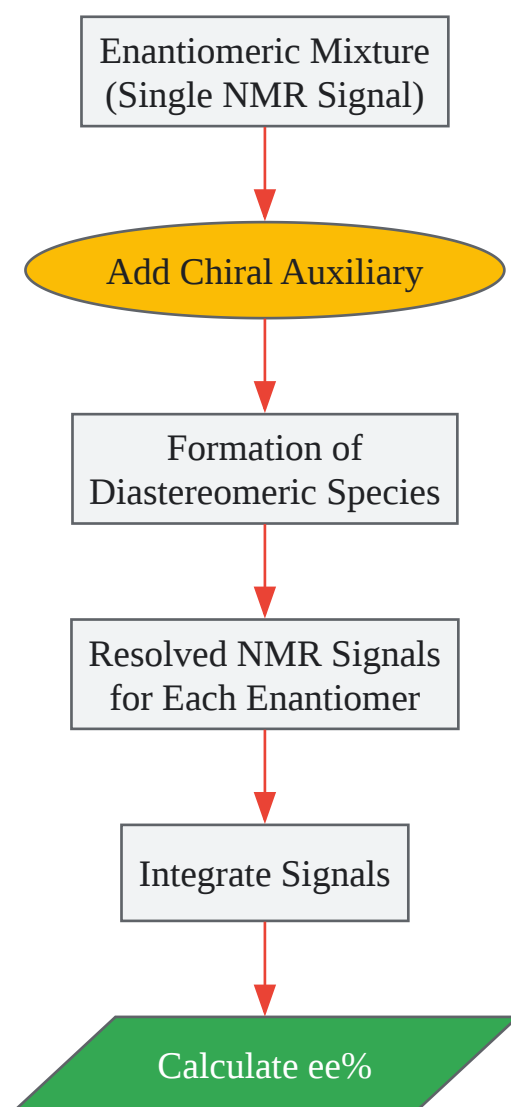 Enantiomeric Mixture
(Single NMR Signal)
Add Chiral Auxiliary
Formation of
Diastereomeric Species
Resolved NMR Signals
for Each Enantiomer
Integrate Signals
Calculate ee%